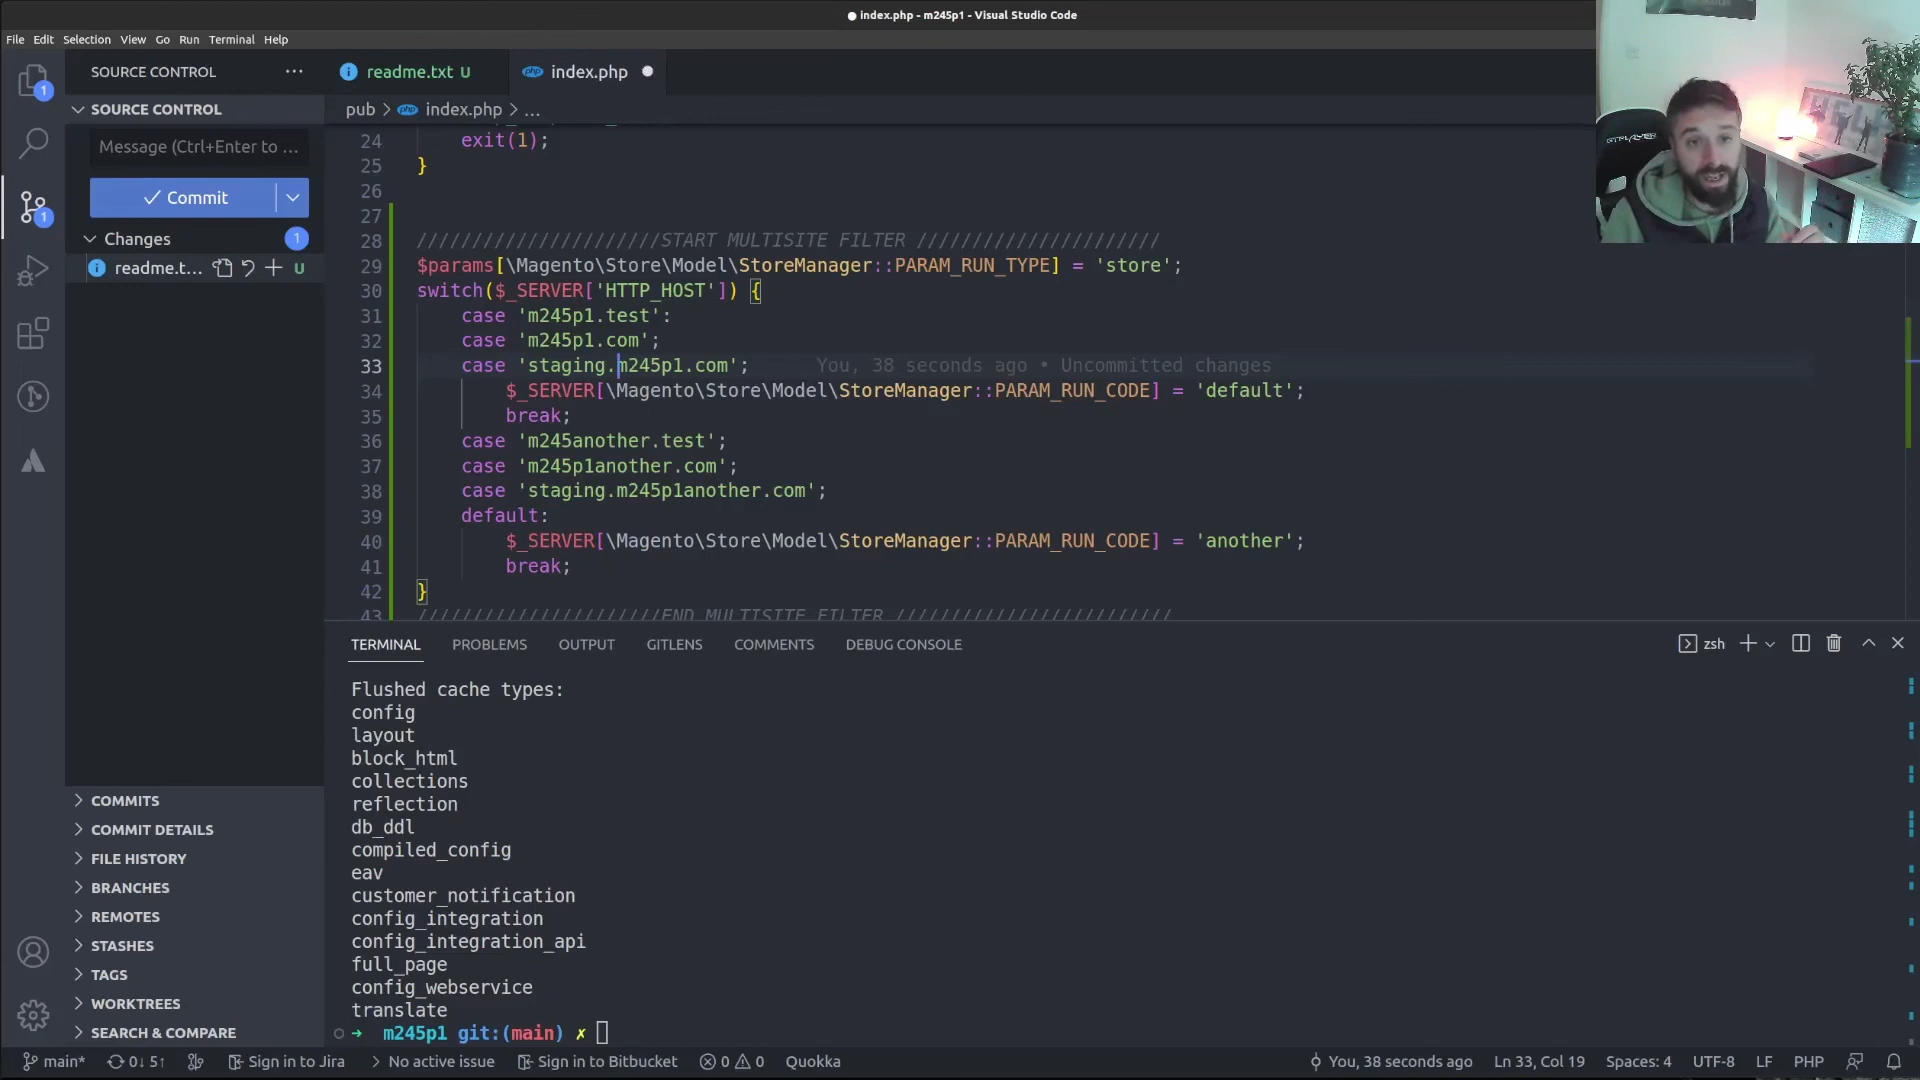 index.php - m245p1 - Visual Studio Code
File Edit Selection View Go Run Terminal Help
SOURCE CONTROL
readme.txt U
php index.php
SOURCE CONTROL
pub > php index.php > ...
Message (Ctrl+Enter to ...
Commit
Changes 1
readme.t... U
24 exit(1);
25 }
26
27
28 //////////////////////START MULTISITE FILTER //////////////////////
29 $params[\Magento\Store\Model\StoreManager::PARAM_RUN_TYPE] = 'store';
30 switch($_SERVER['HTTP_HOST']) {
31 case 'm245p1.test':
32 case 'm245p1.com';
33 case 'staging.m245p1.com'; You, 38 seconds ago • Uncommitted changes
34 $_SERVER[\Magento\Store\Model\StoreManager::PARAM_RUN_CODE] = 'default';
35 break;
36 case 'm245another.test';
37 case 'm245p1another.com';
38 case 'staging.m245p1another.com';
39 default:
40 $_SERVER[\Magento\Store\Model\StoreManager::PARAM_RUN_CODE] = 'another';
41 break;
42 }
43 //////////////////////END MULTISITE FILTER /////////////////////////
TERMINAL PROBLEMS OUTPUT GITLENS COMMENTS DEBUG CONSOLE
zsh
Flushed cache types:
config
layout
block_html
collections
reflection
db_ddl
compiled_config
eav
customer_notification
config_integration
config_integration_api
full_page
config_webservice
translate
→ m245p1 git:(main) ✗
COMMITS
COMMIT DETAILS
FILE HISTORY
BRANCHES
REMOTES
STASHES
TAGS
WORKTREES
SEARCH & COMPARE
main* 0↓ 5↑ Sign in to Jira No active issue Sign in to Bitbucket 0 0 Quokka You, 38 seconds ago Ln 33, Col 19 Spaces: 4 UTF-8 LF PHP